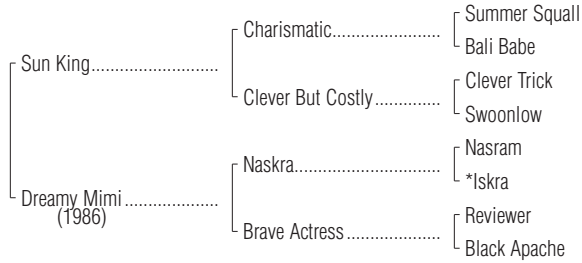 Summer Squall
Charismatic....................
Bali Babe
Sun King.......................
Clever Trick
Clever But Costly............
Swoonlow
Nasram
Naskra..........................
*Iskra
Dreamy Mimi.................
(1986)
Reviewer
Brave Actress.................
Black Apache